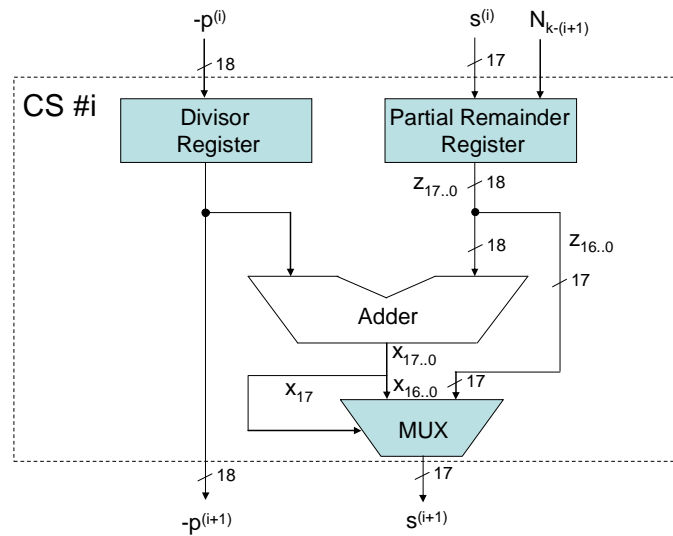 -p(i) s(i) N k-(i+1)
18 17
CS #i
Divisor Register
Partial Remainder Register
z17..0 18
18
z16..0
17
Adder
x17..0
x17 x16..0 17
MUX
18 17
-p(i+1) s(i+1)